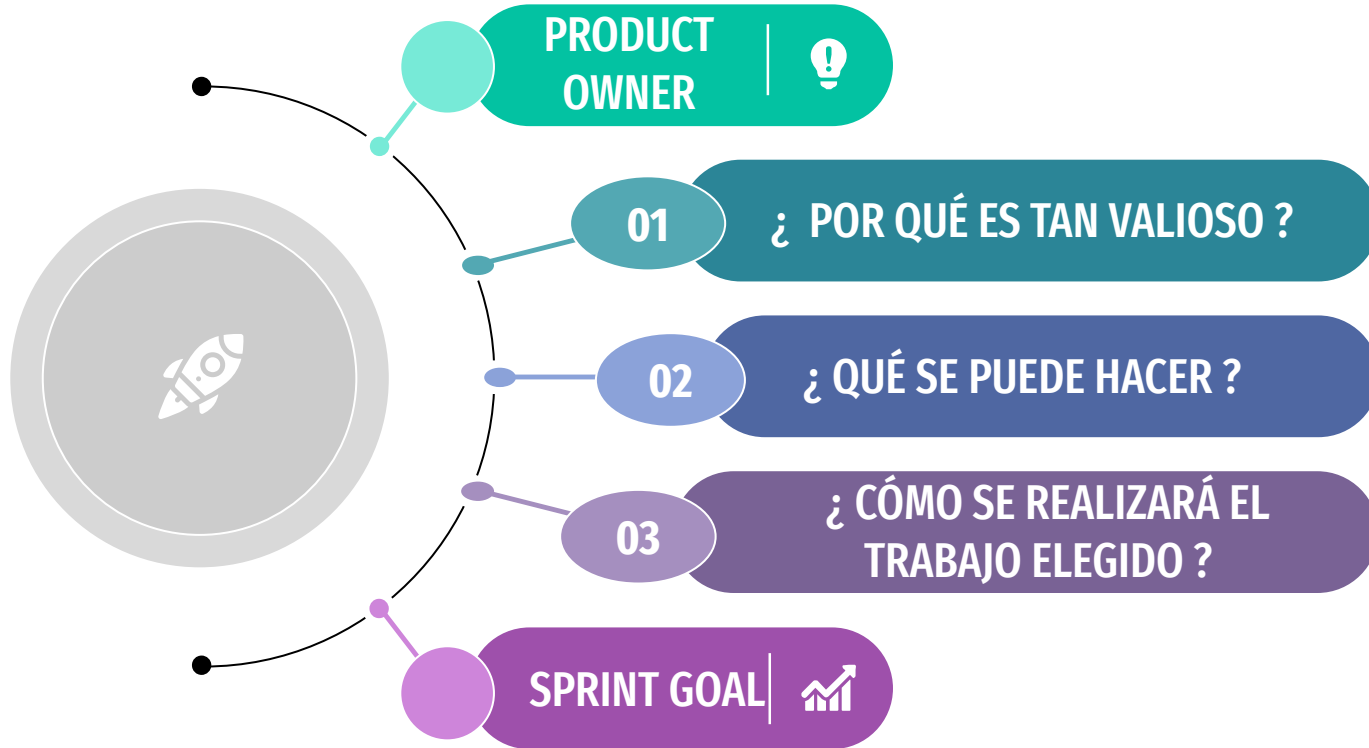 PRODUCT
OWNER
01
¿  POR QUÉ ES TAN VALIOSO ?
02
¿ QUÉ SE PUEDE HACER ?
03
¿ CÓMO SE REALIZARÁ EL
TRABAJO ELEGIDO ?
SPRINT GOAL